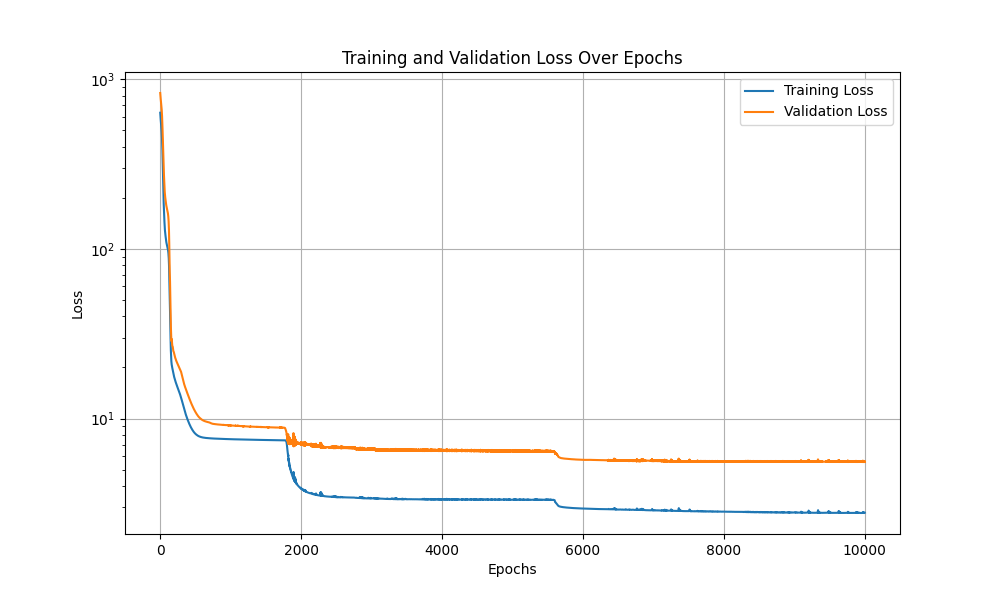 Training and Validation Loss Over Epochs
10³
Training Loss
Validation Loss
10²
Loss
10¹
0 2000 4000 6000 8000 10000
Epochs